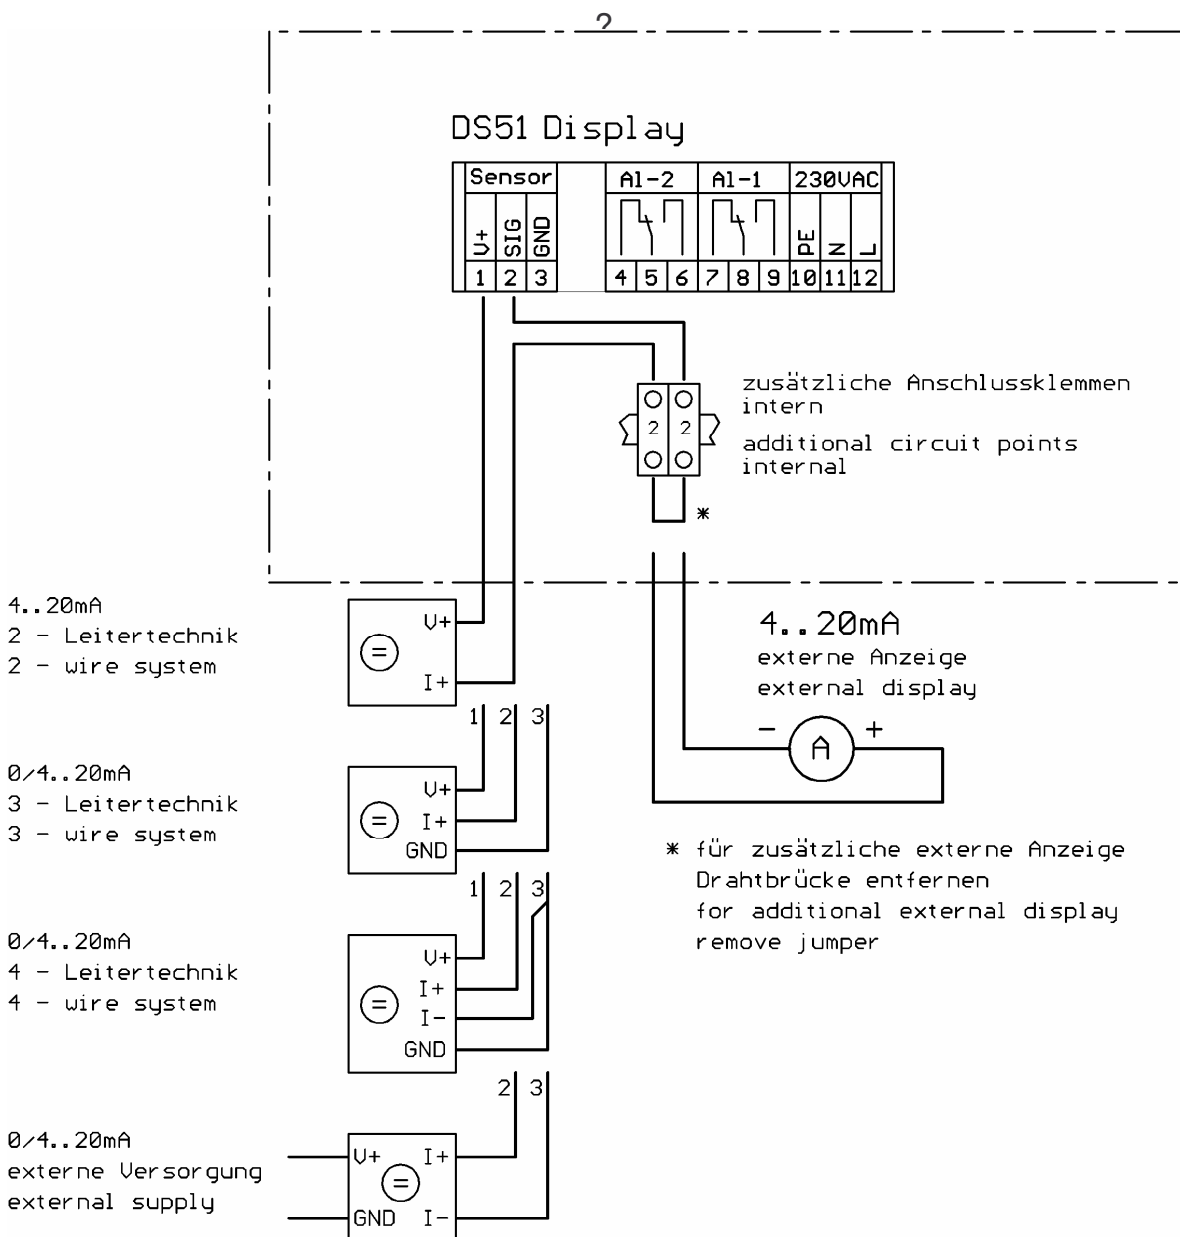 ?
DS51 Display
Sensor Al-2 Al-1 230VAC
V+ SIG GND PE N L
1 2 3 4 5 6 7 8 9 10 11 12
zusätzliche Anschlussklemmen
intern
2 2
additional circuit points
internal
*
4..20mA
2 - Leitertechnik
2 - wire system
V+
I+
4..20mA
externe Anzeige
external display
- A +
1 2 3
0/4..20mA
3 - Leitertechnik
3 - wire system
V+
I+
GND
* für zusätzliche externe Anzeige
Drahtbrücke entfernen
for additional external display
remove jumper
1 2 3
0/4..20mA
4 - Leitertechnik
4 - wire system
V+
I+
I-
GND
2 3
0/4..20mA
externe Versorgung
external supply
V+ I+
GND I-